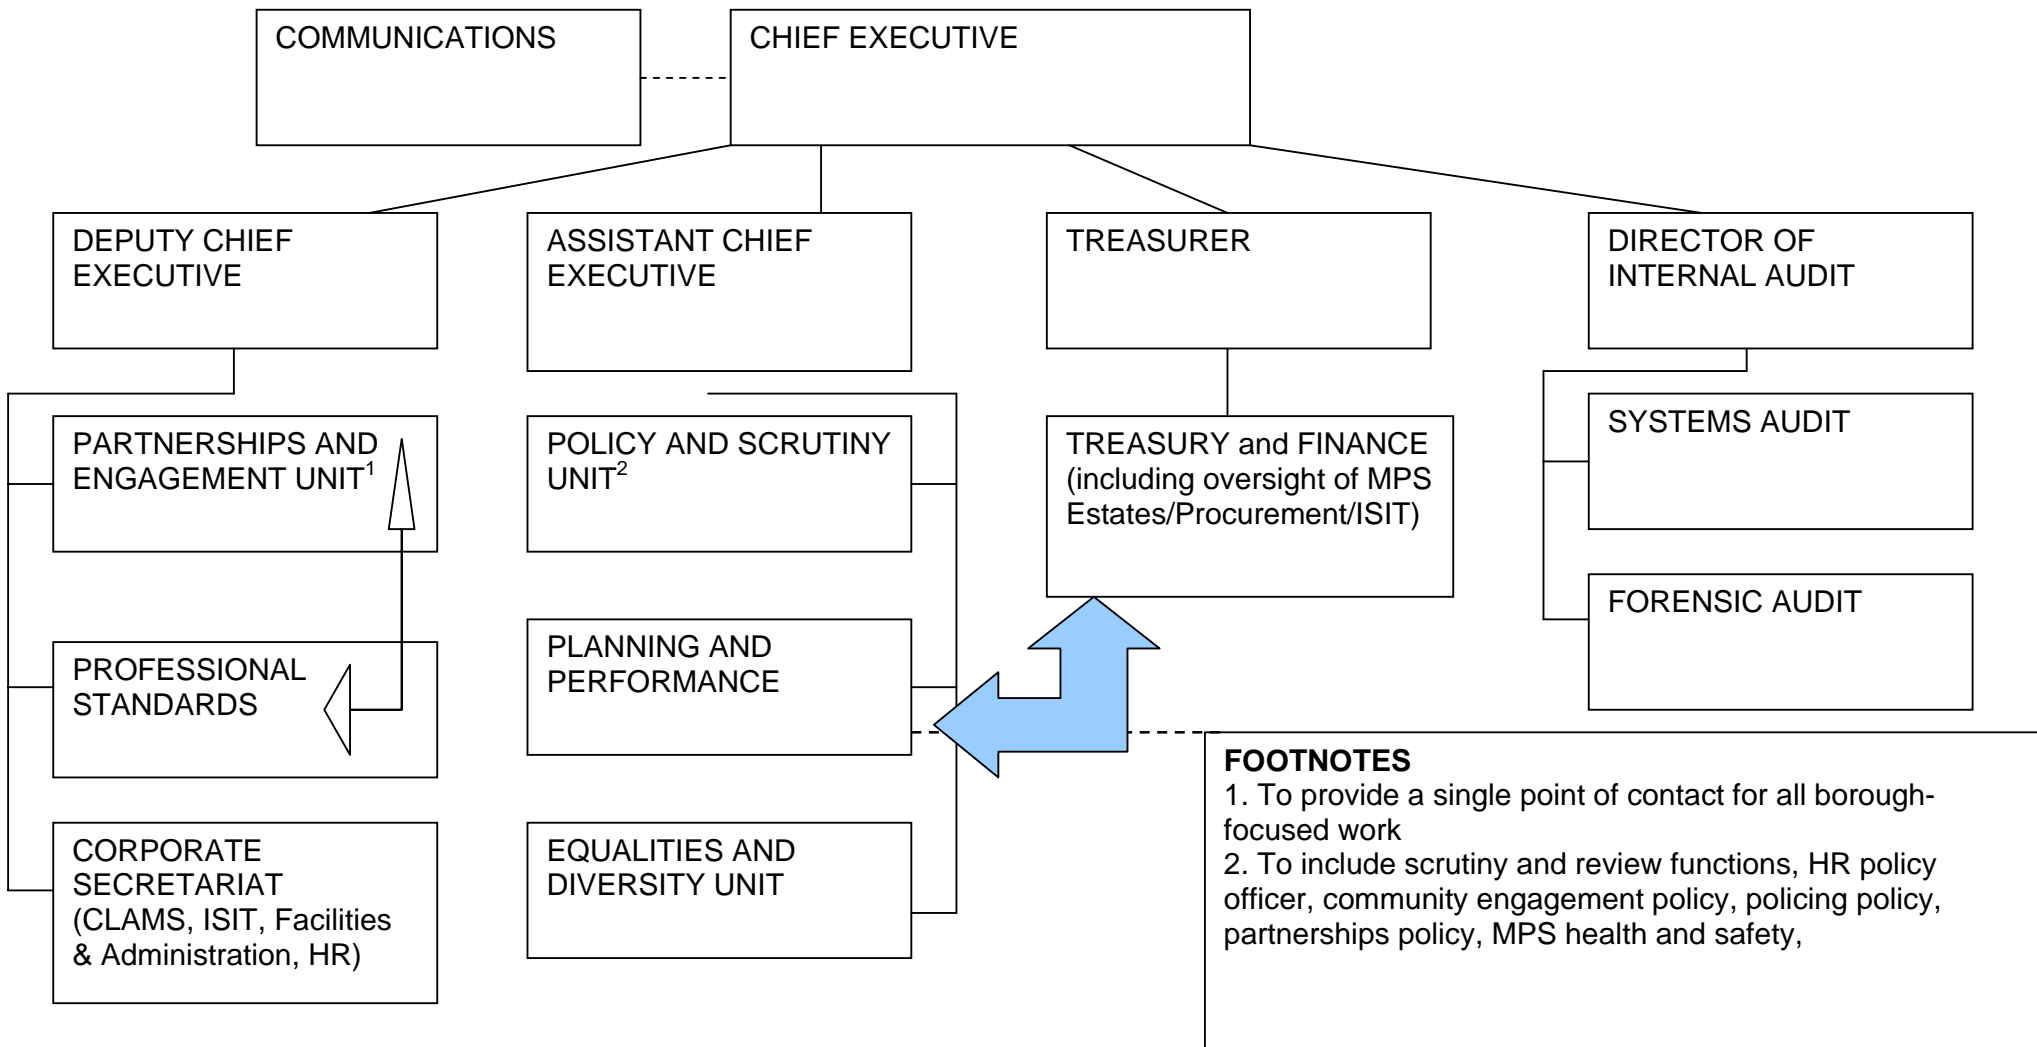 COMMUNICATIONS
CHIEF EXECUTIVE
DEPUTY CHIEF
EXECUTIVE
ASSISTANT CHIEF
EXECUTIVE
TREASURER
DIRECTOR OF
INTERNAL AUDIT
PARTNERSHIPS AND
ENGAGEMENT UNIT1
POLICY AND SCRUTINY
UNIT2
TREASURY and FINANCE
(including oversight of MPS
Estates/Procurement/ISIT)
SYSTEMS AUDIT
FORENSIC AUDIT
PROFESSIONAL
STANDARDS
PLANNING AND
PERFORMANCE
CORPORATE
SECRETARIAT
(CLAMS, ISIT, Facilities
& Administration, HR)
EQUALITIES AND
DIVERSITY UNIT
FOOTNOTES
1. To provide a single point of contact for all borough-
focused work
2. To include scrutiny and review functions, HR policy
officer, community engagement policy, policing policy,
partnerships policy, MPS health and safety,